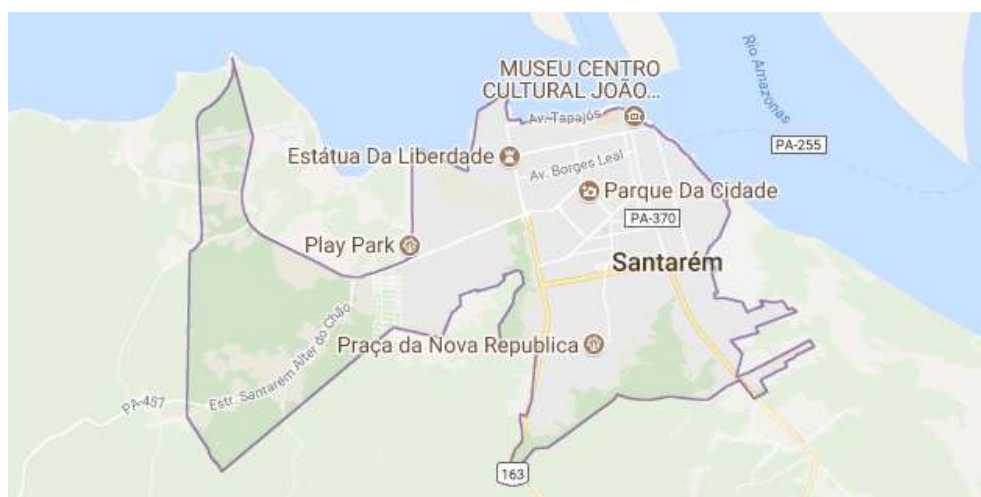 Rio Amazonas
MUSEU CENTRO
CULTURAL JOÃO...
Av. Tapajós
PA-255
Estátua Da Liberdade
Av. Borges Leal
Parque Da Cidade
PA-370
Play Park
Santarém
Praça da Nova Republica
Estr. Santarém Alter do Chão
PA-457
163